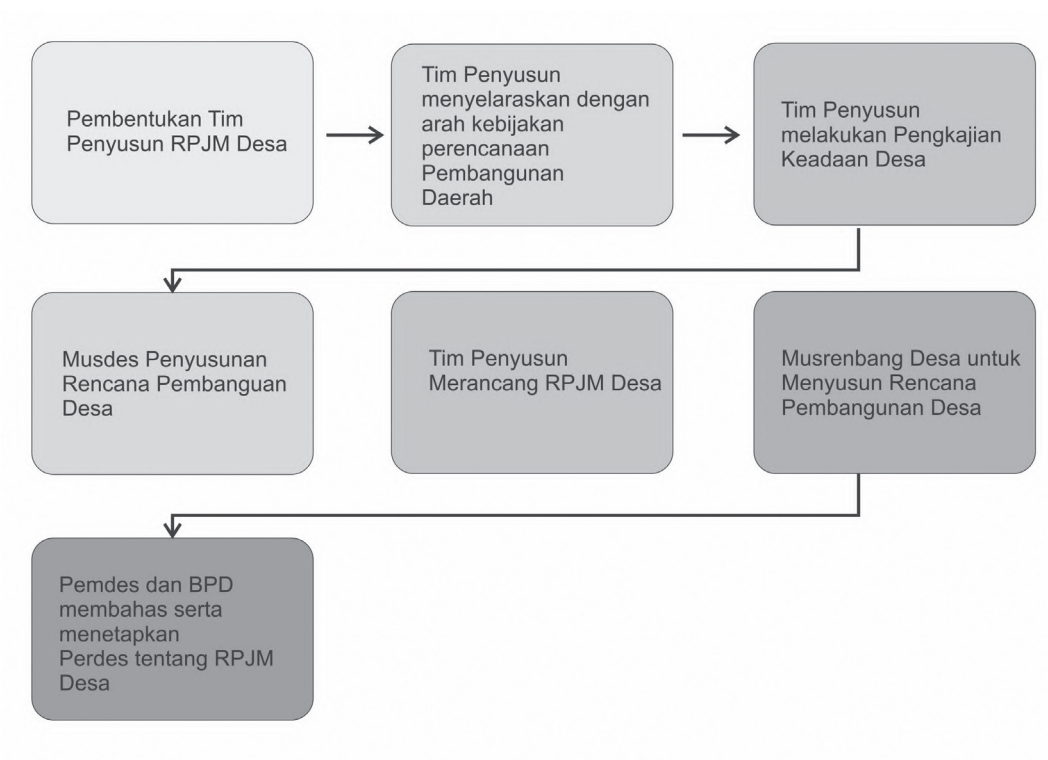 Pembentukan Tim
Penyusun RPJM Desa
Tim Penyusun
menyelaraskan dengan
arah kebijakan
perencanaan
Pembangunan
Daerah
Tim Penyusun
melakukan Pengkajian
Keadaan Desa
Musdes Penyusunan
Rencana Pembanguan
Desa
Tim Penyusun
Merancang RPJM Desa
Musrenbang Desa untuk
Menyusun Rencana
Pembangunan Desa
Pemdes dan BPD
membahas serta
menetapkan
Perdes tentang RPJM
Desa